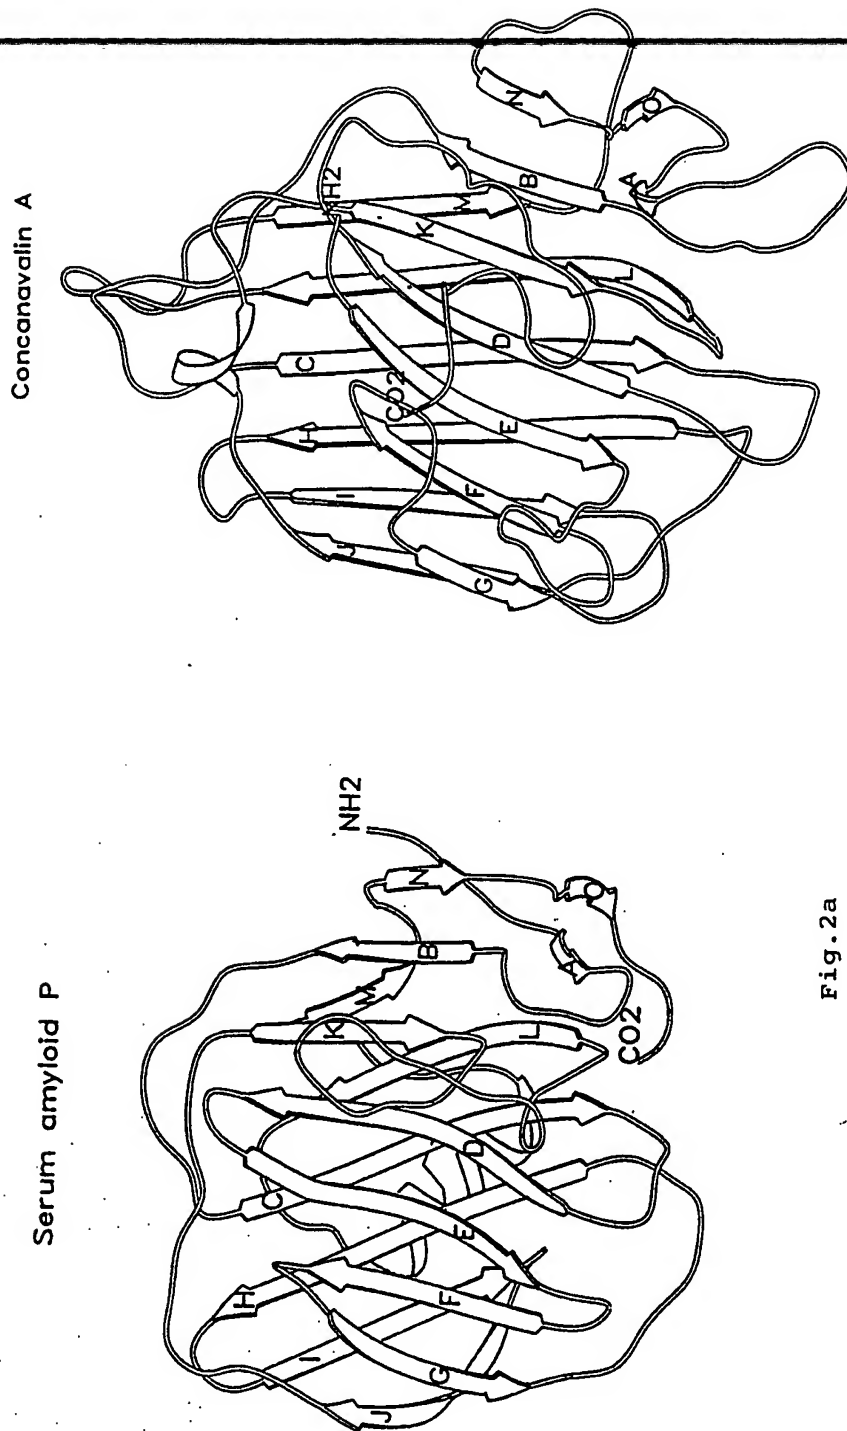 Concanavalin A
N
O
B
A
NH2
M
K
L
C
D
CO2
H
E
I
F
J
G
Serum amyloid P
NH2
N
B
O
M
A
K
L
CO2
D
C
E
H
F
I
G
J
Fig.2a